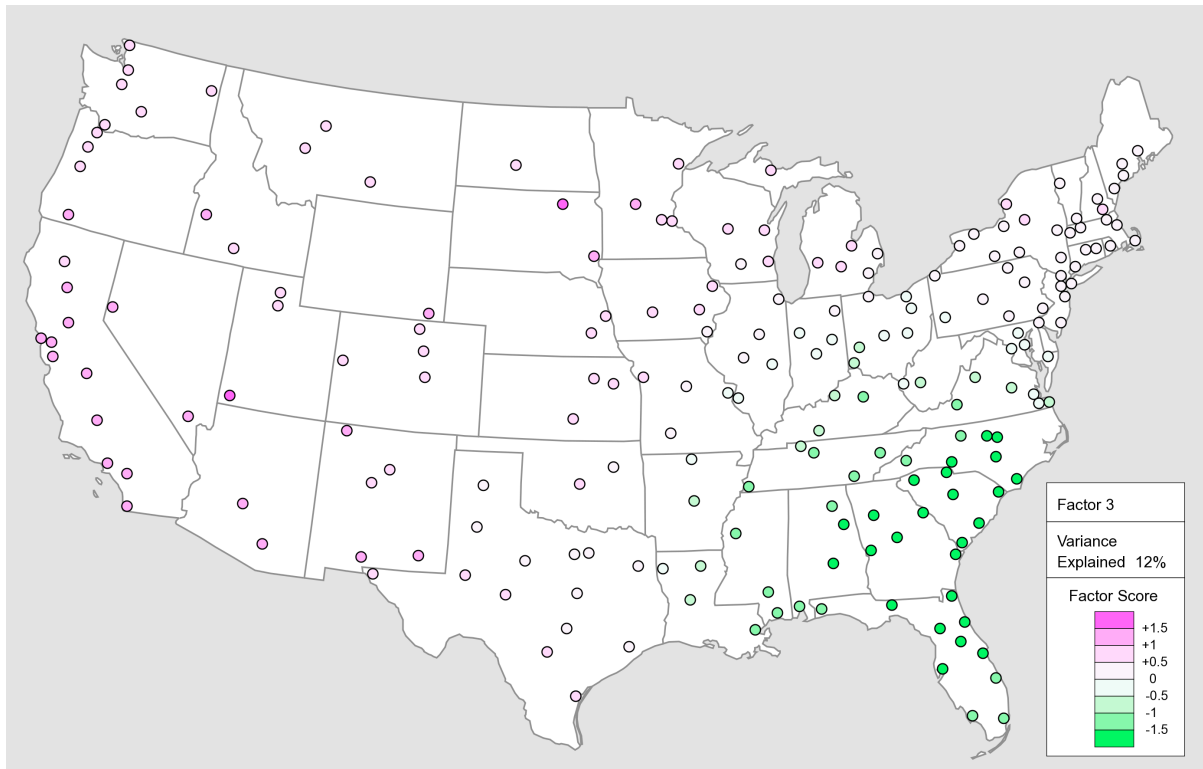 Factor 3
Variance
Explained 12%
Factor Score
+1.5
+1
+0.5
0
-0.5
-1
-1.5